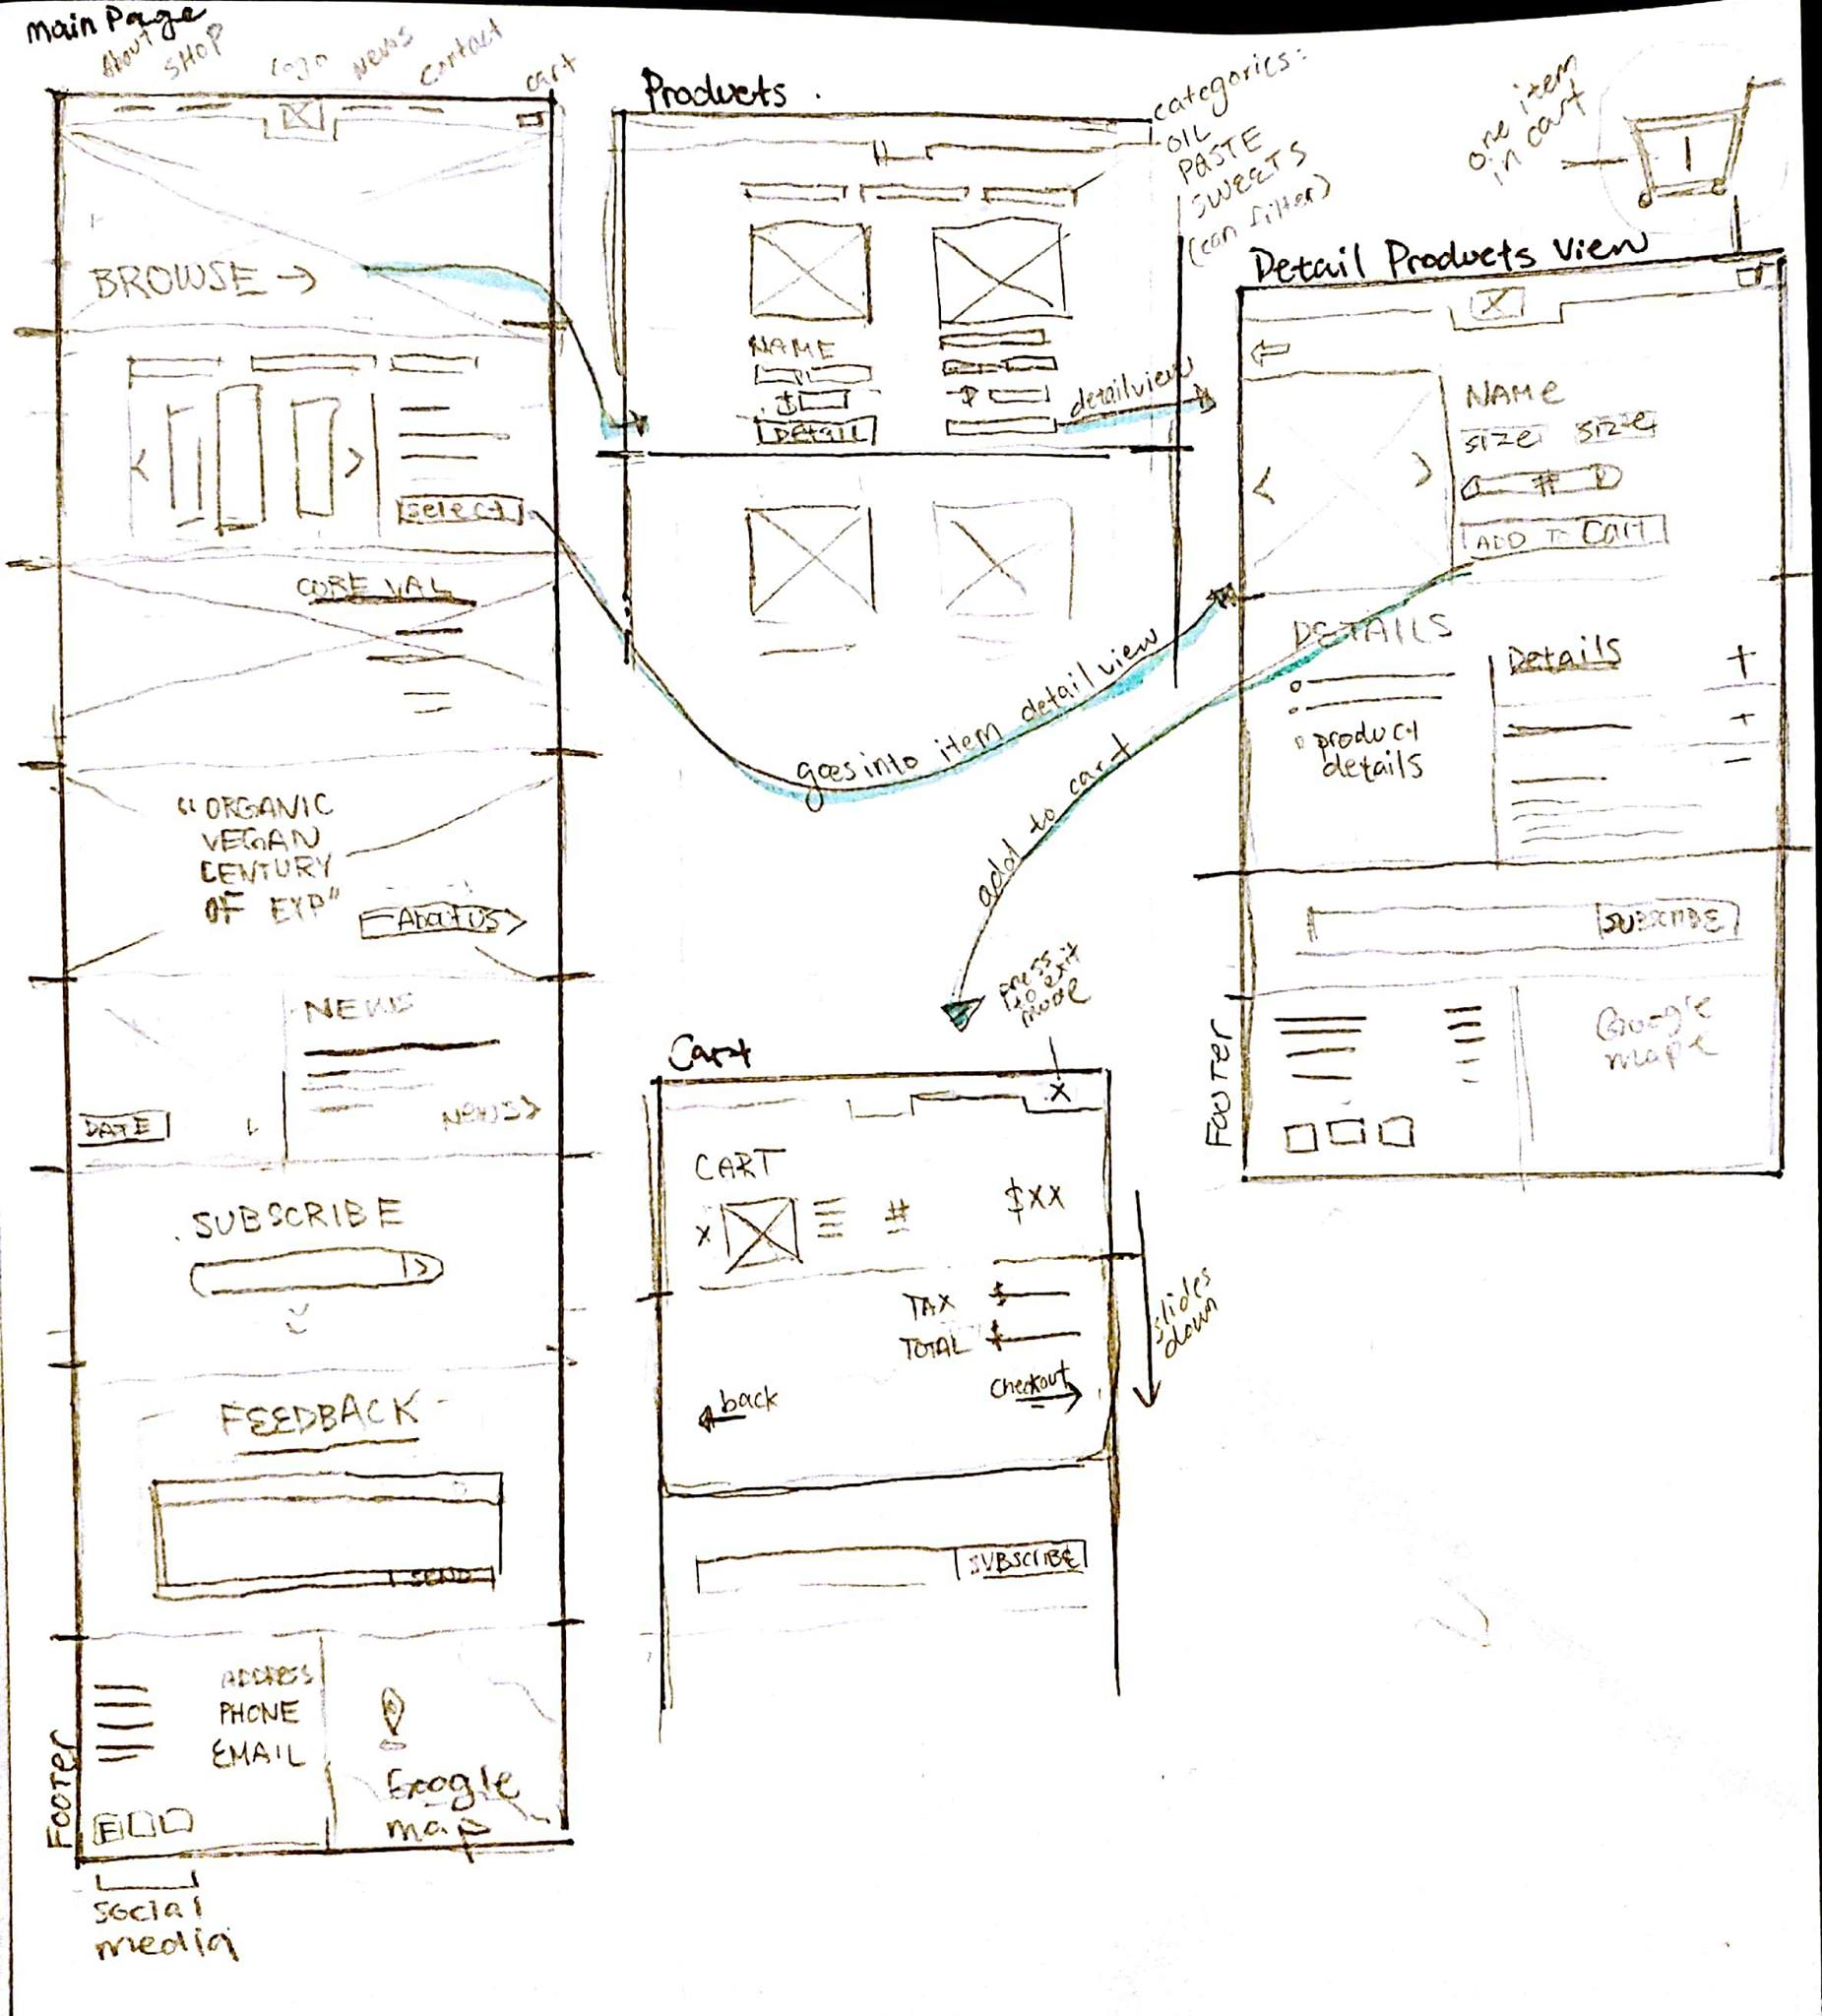 main Page
About
SHOP
logo
News
Contact
cart
BROWSE →
<
>
Select
CORE VAL
"ORGANIC
VEGAN
CENTURY
OF EXP"
About US >
NEWS
DATE
NEWS>
SUBSCRIBE
>
FEEDBACK
SEND
ADDRESS
PHONE
EMAIL
Google
map
Footer
social
media
Products
categories:
OIL
PASTE
SWEETS
(can filter)
NAME
$
DETAIL
$
detail view
goes into item detail view
add to cart
one item
in cart
1
Detail Products View
NAME
size size
#
ADD TO Cart
<
>
DETAILS
product
details
Details
+
+
−
SUBSCRIBE
Google
maps
Footer
press
to exit
mode
Cart
X
CART
X
#
$XX
TAX $
TOTAL $
back
Checkout
slides
down
SUBSCRIBE